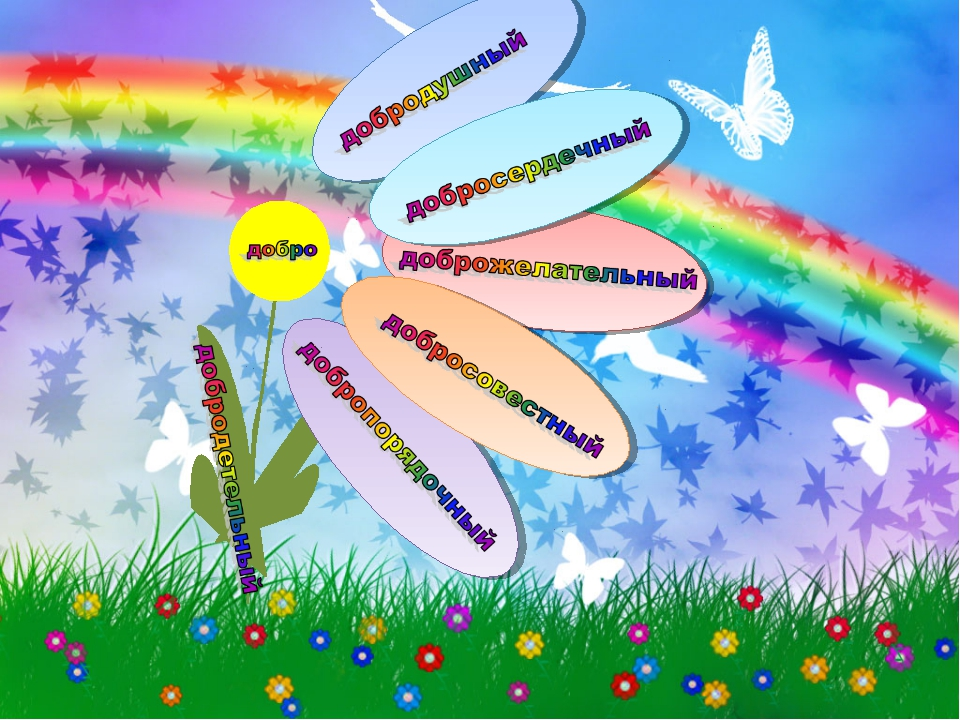 добродушный
добросердечный
добро
доброжелательный
добросовестный
добропорядочный
добродетельный